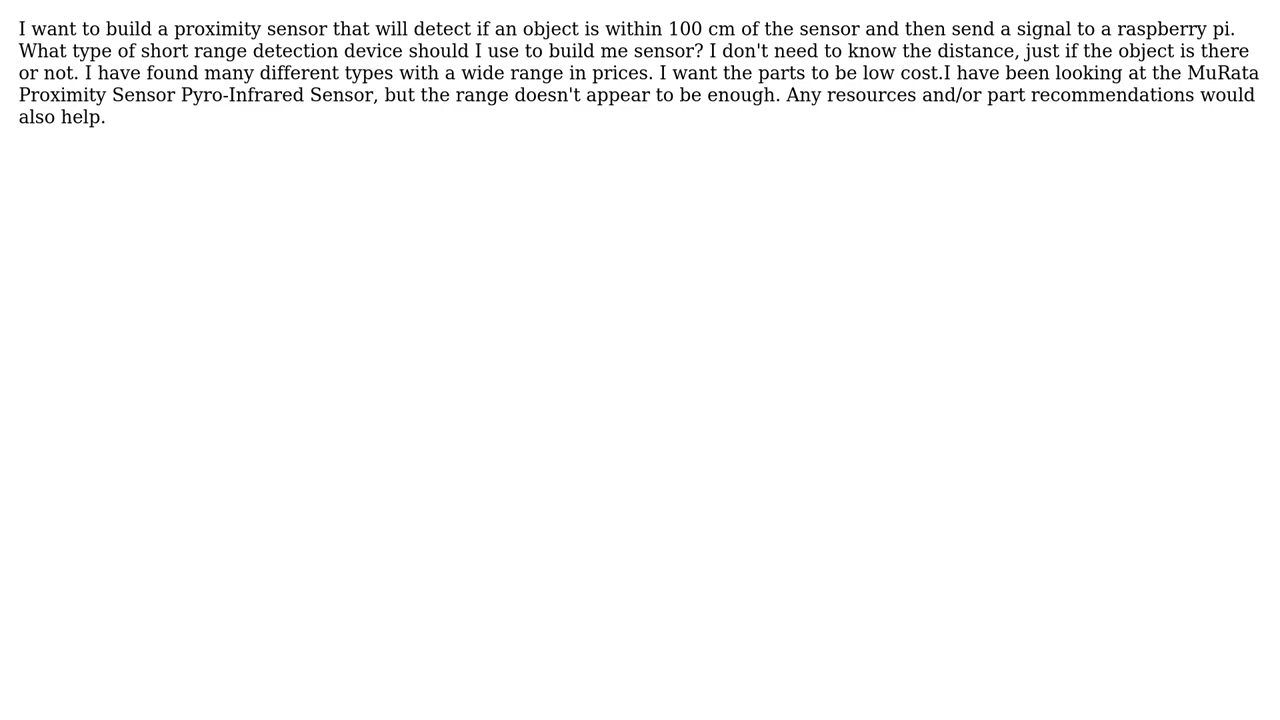 I want to build a proximity sensor that will detect if an object is within 100 cm of the sensor and then send a signal to a raspberry pi.
What type of short range detection device should I use to build me sensor? I don't need to know the distance, just if the object is there
or not. I have found many different types with a wide range in prices. I want the parts to be low cost.I have been looking at the MuRata
Proximity Sensor Pyro-Infrared Sensor, but the range doesn't appear to be enough. Any resources and/or part recommendations would
also help.